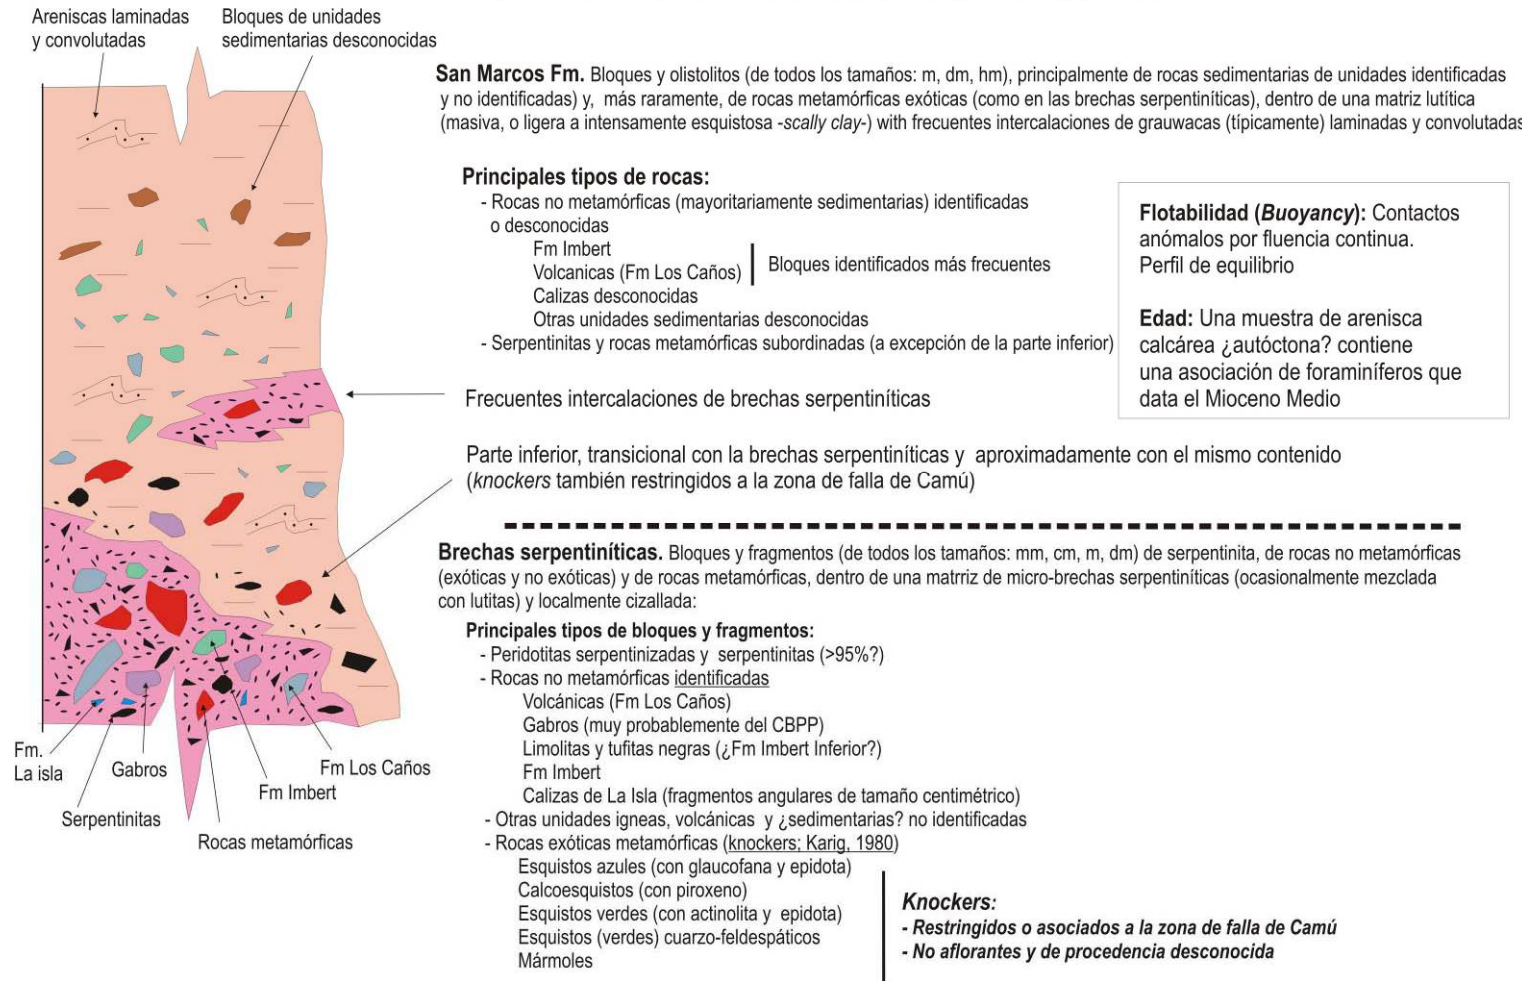 Areniscas laminadas
y convolutadas
Bloques de unidades
sedimentarias desconocidas
San Marcos Fm. Bloques y olistolitos (de todos los tamaños: m, dm, hm), principalmente de rocas sedimentarias de unidades identificadas
y no identificadas) y, más raramente, de rocas metamórficas exóticas (como en las brechas serpentiníticas), dentro de una matriz lutítica
(masiva, o ligera a intensamente esquistosa -scally clay-) with frecuentes intercalaciones de grauwacas (típicamente) laminadas y convolutadas
Principales tipos de rocas:
- Rocas no metamórficas (mayoritariamente sedimentarias) identificadas
o desconocidas
Fm Imbert
Volcanicas (Fm Los Caños)
Bloques identificados más frecuentes
Calizas desconocidas
Otras unidades sedimentarias desconocidas
- Serpentinitas y rocas metamórficas subordinadas (a excepción de la parte inferior)
Flotabilidad (Buoyancy): Contactos
anómalos por fluencia continua.
Perfil de equilibrio
Edad: Una muestra de arenisca
calcárea ¿autóctona? contiene
una asociación de foraminíferos que
data el Mioceno Medio
Frecuentes intercalaciones de brechas serpentiníticas
Parte inferior, transicional con la brechas serpentiníticas y aproximadamente con el mismo contenido
(knockers también restringidos a la zona de falla de Camú)
Brechas serpentiníticas. Bloques y fragmentos (de todos los tamaños: mm, cm, m, dm) de serpentinita, de rocas no metamórficas
(exóticas y no exóticas) y de rocas metamórficas, dentro de una matrriz de micro-brechas serpentiníticas (ocasionalmente mezclada
con lutitas) y localmente cizallada:
Principales tipos de bloques y fragmentos:
- Peridotitas serpentinizadas y serpentinitas (>95%?)
- Rocas no metamórficas identificadas
Volcánicas (Fm Los Caños)
Gabros (muy probablemente del CBPP)
Limolitas y tufitas negras (¿Fm Imbert Inferior?)
Fm Imbert
Calizas de La Isla (fragmentos angulares de tamaño centimétrico)
- Otras unidades igneas, volcánicas y ¿sedimentarias? no identificadas
- Rocas exóticas metamórficas (knockers; Karig, 1980)
Esquistos azules (con glaucofana y epidota)
Calcoesquistos (con piroxeno)
Esquistos verdes (con actinolita y epidota)
Esquistos (verdes) cuarzo-feldespáticos
Mármoles
Knockers:
- Restringidos o asociados a la zona de falla de Camú
- No aflorantes y de procedencia desconocida
Fm.
La isla
Gabros
Fm Imbert
Fm Los Caños
Serpentinitas
Rocas metamórficas